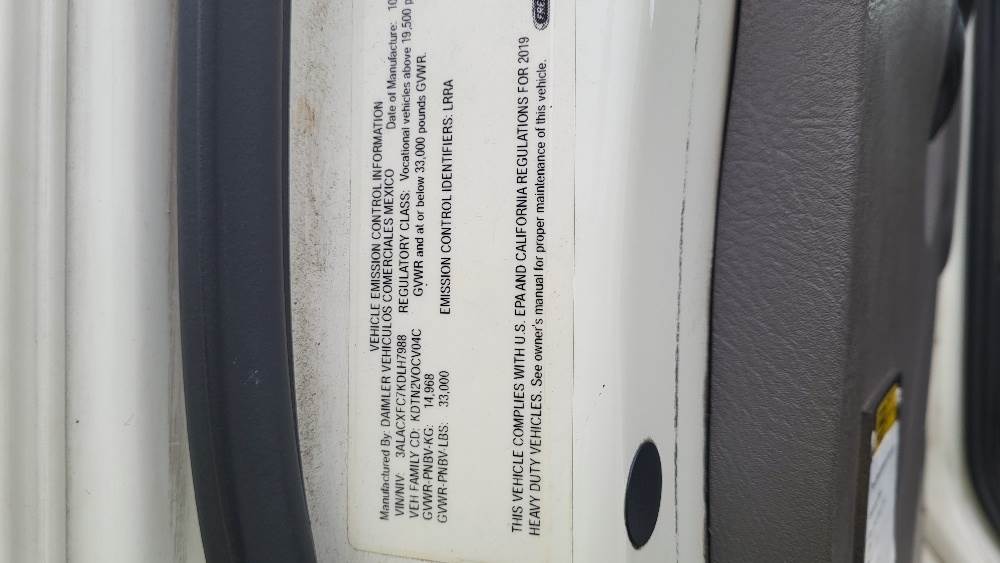 FRE
VEHICLE EMISSION CONTROL INFORMATION
Manufactured By: DAIMLER VEHICULOS COMERCIALES MEXICO Date of Manufacture: 10
VIN/NIV: 3ALACXFC7KDLH7988 REGULATORY CLASS: Vocational vehicles above 19,500 p
VEH FAMILY CD: KDTN2VOCV04C GVWR and at or below 33,000 pounds GVWR.
GVWR-PNBV-KG: 14,968
GVWR-PNBV-LBS: 33,000 EMISSION CONTROL IDENTIFIERS: LRRA
THIS VEHICLE COMPLIES WITH U.S. EPA AND CALIFORNIA REGULATIONS FOR 2019
HEAVY DUTY VEHICLES. See owner's manual for proper maintenance of this vehicle.